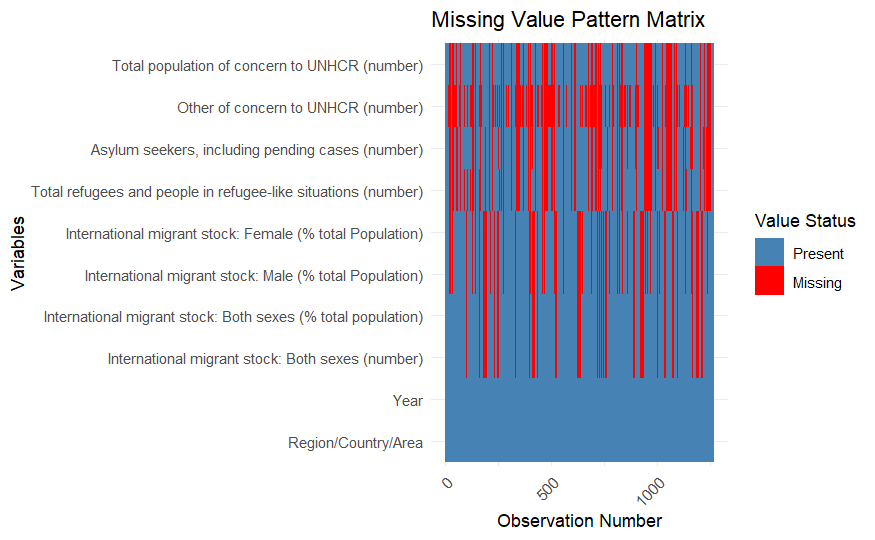 Missing Value Pattern Matrix
Total population of concern to UNHCR (number)
Other of concern to UNHCR (number)
Asylum seekers, including pending cases (number)
Total refugees and people in refugee-like situations (number)
International migrant stock: Female (% total Population)
International migrant stock: Male (% total Population)
International migrant stock: Both sexes (% total population)
International migrant stock: Both sexes (number)
Year
Region/Country/Area
Variables
0
500
1000
Observation Number
Value Status
Present
Missing